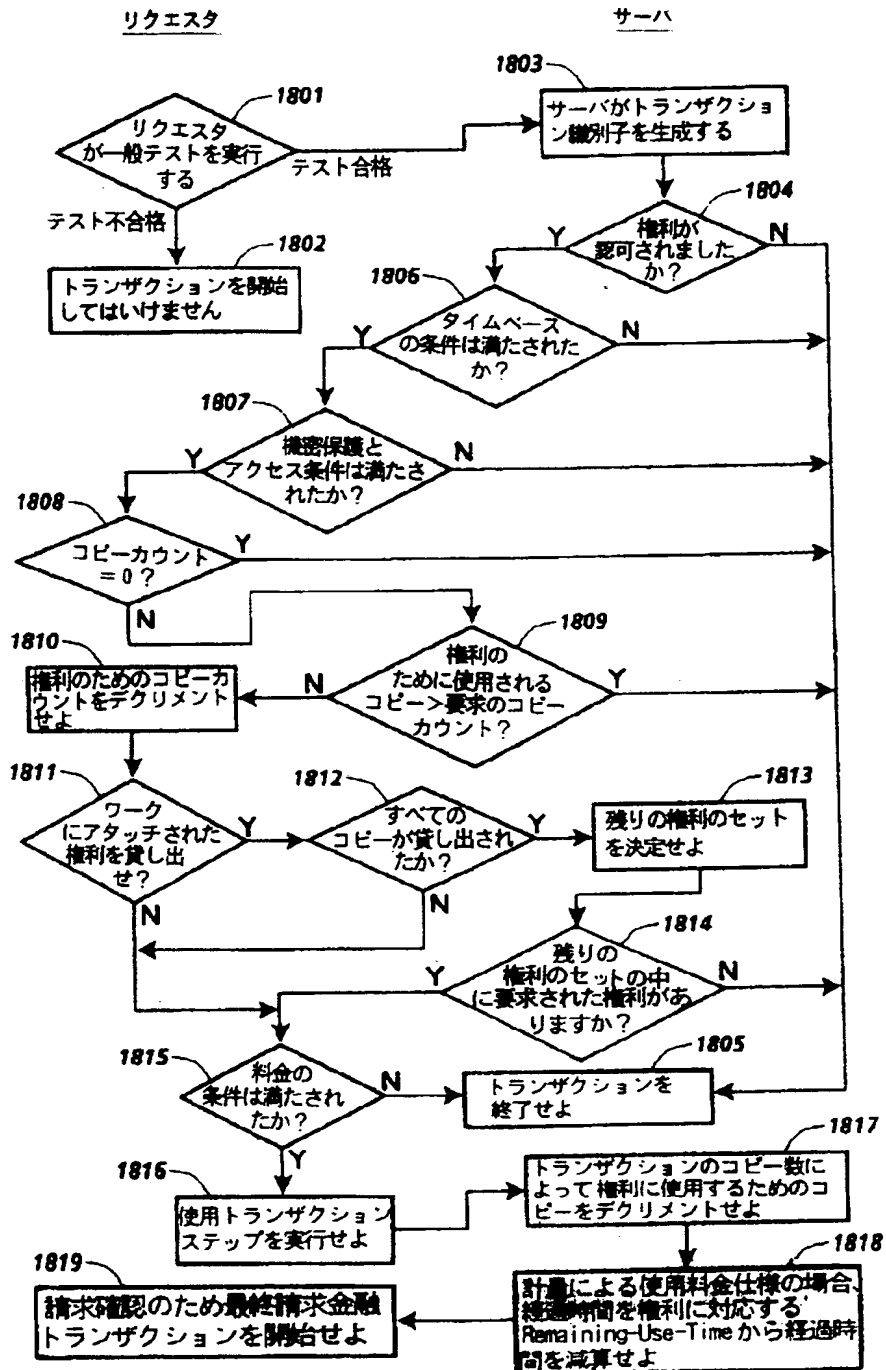 リクエスタ
サーバ
1801
リクエスタ
が一般テストを実行
する
テスト合格
テスト不合格
1802
トランザクションを開始
してはいけません
1803
サーバがトランザクショ
ン識別子を生成する
1804
権利が
認可されました
か?
Y
N
1806
タイムベース
の条件は満たされた
か?
Y
N
1807
機密保護と
アクセス条件は満たさ
れたか?
Y
N
1808
コピーカウント
=0?
Y
N
1809
権利の
ために使用される
コピー>要求のコピー
カウント?
N
Y
1810
権利のためのコピーカ
ウントをデクリメント
せよ
1811
ワーク
にアタッチされた
権利を貸し出
せ?
Y
N
1812
すべての
コピーが貸し出され
たか?
Y
N
1813
残りの権利のセット
を決定せよ
1814
残りの
権利のセットの中
に要求された権利があ
りますか?
Y
N
1815
料金の
条件は満たされ
たか?
N
Y
1805
トランザクションを
終了せよ
1816
使用トランザクション
ステップを実行せよ
1817
トランザクションのコピー数に
よって権利に使用するためのコ
ピーをデクリメントせよ
1818
計量による使用料金仕様の場合、
経過時間を権利に対応する
Remaining-Use-Timeから経過時
間を減算せよ
1819
請求確認のため最終請求金融
トランザクションを開始せよ